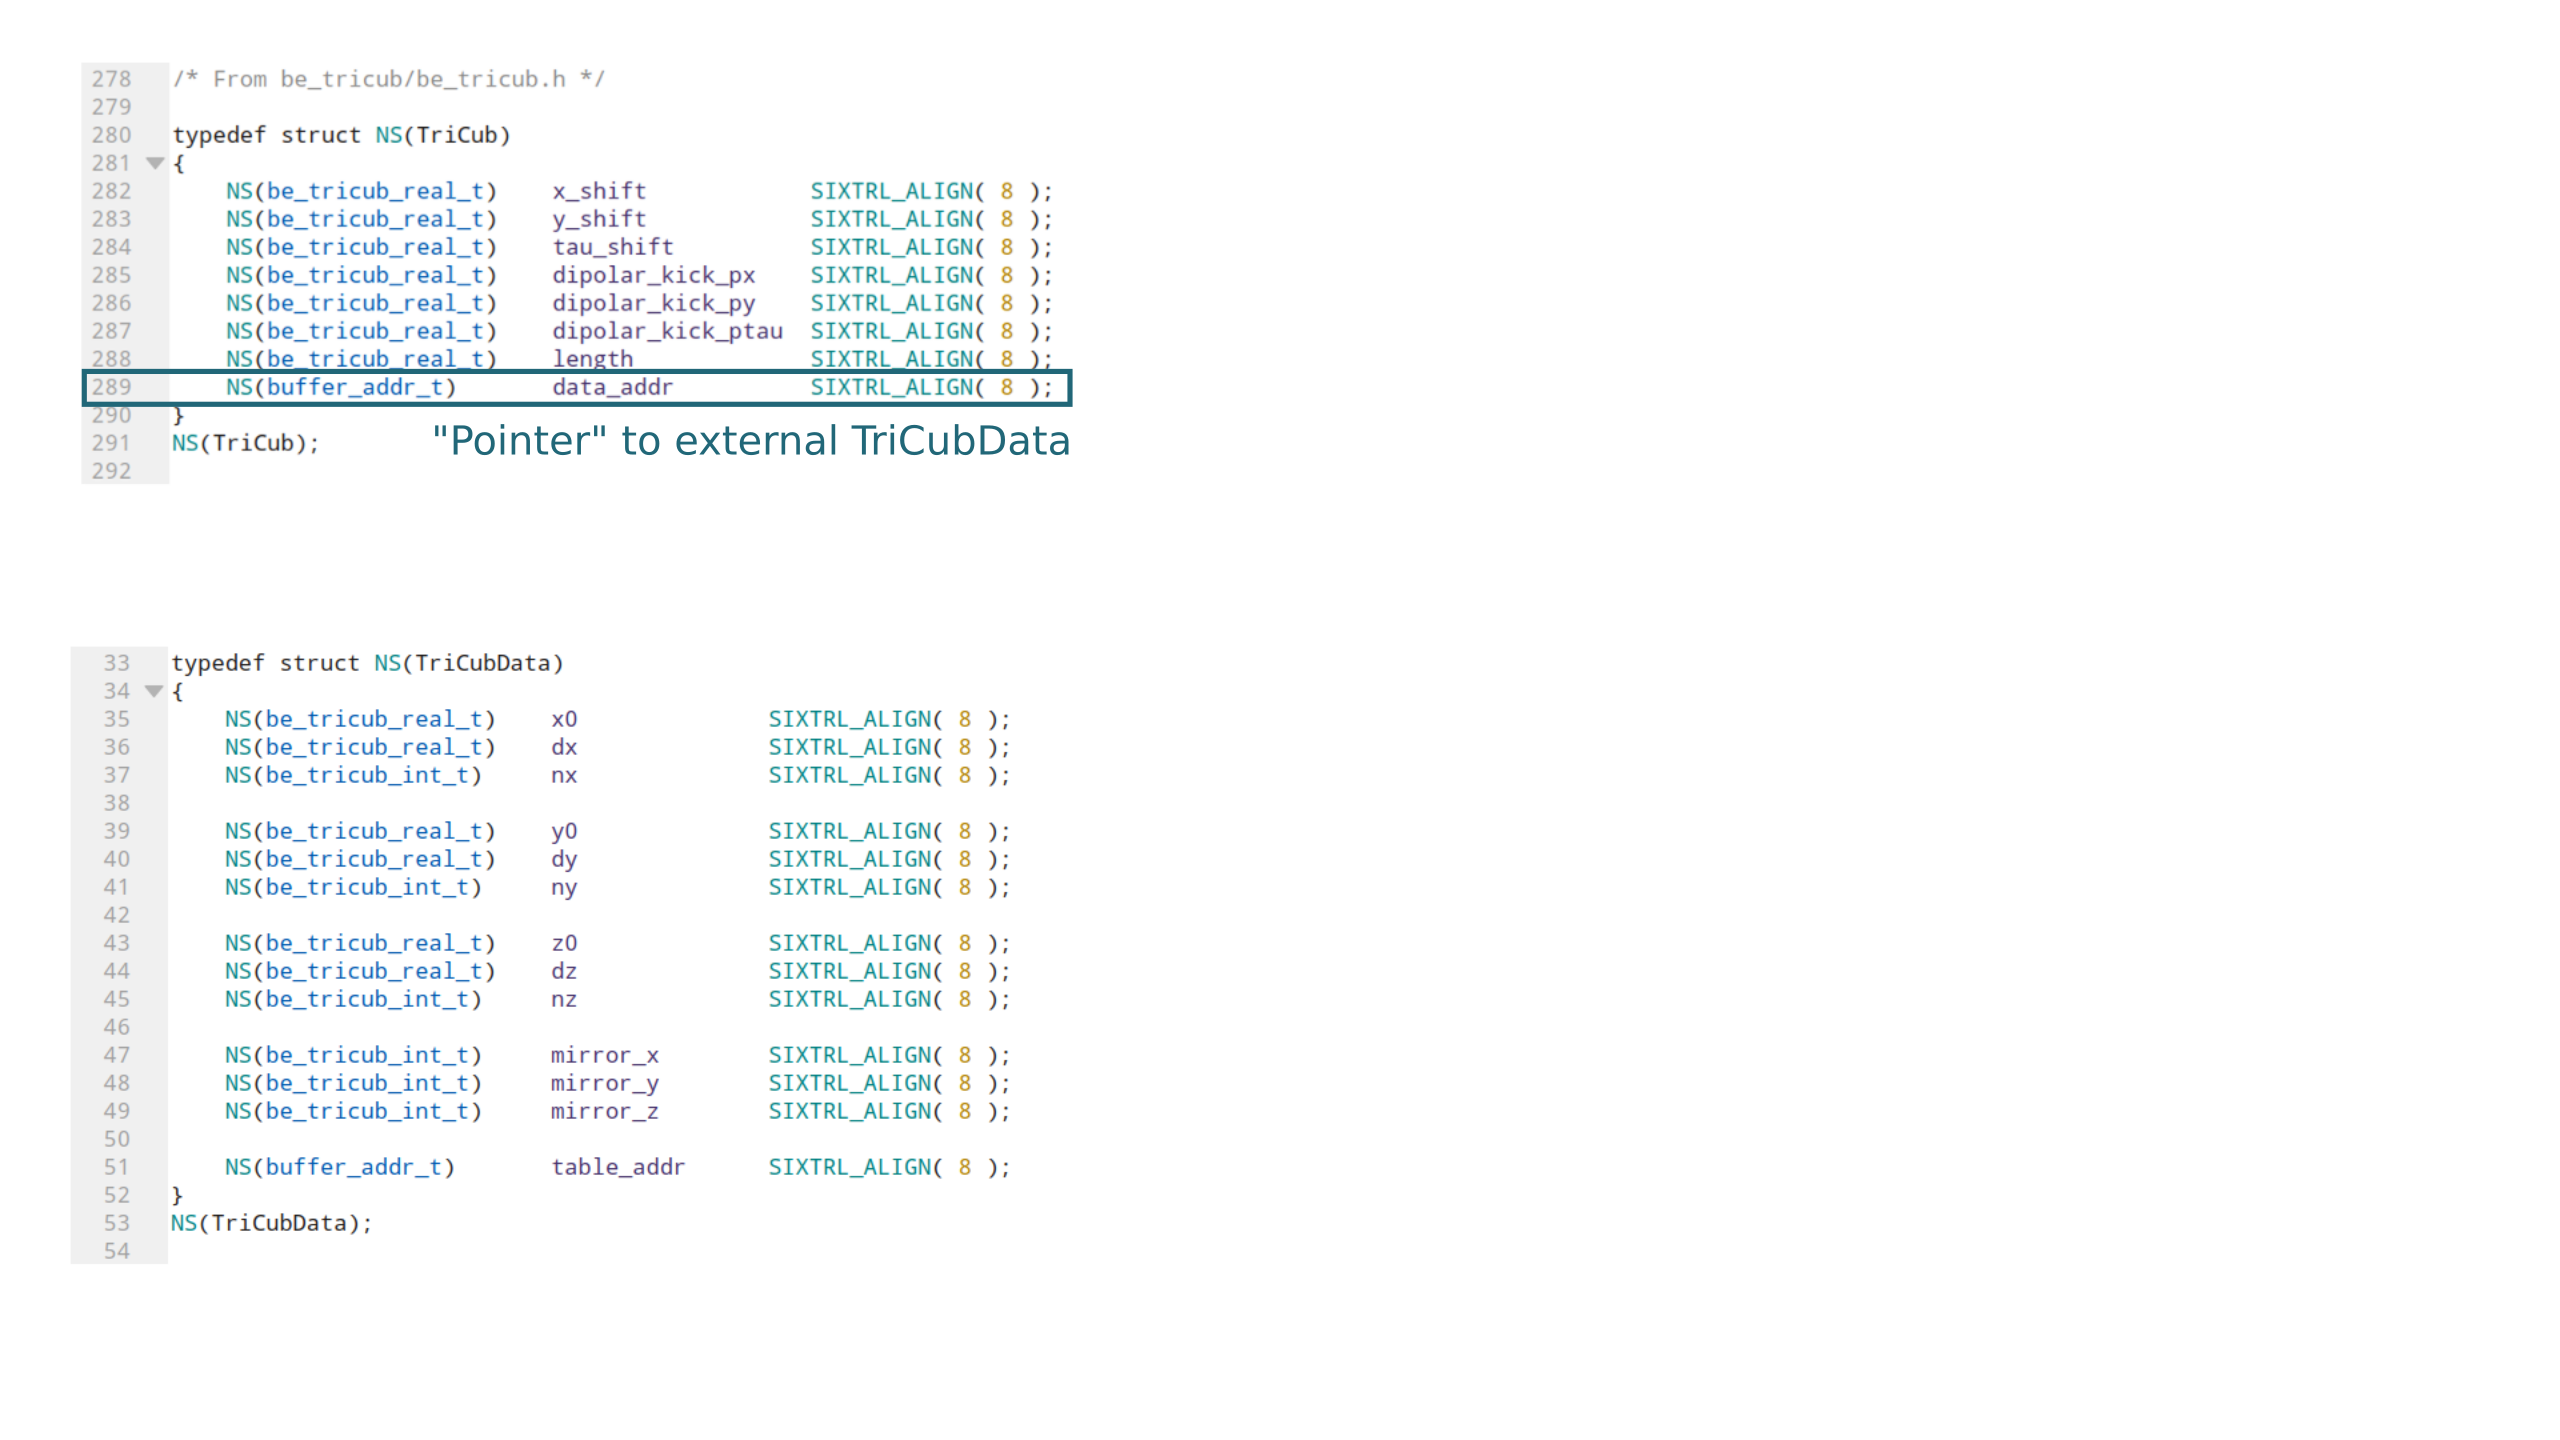 278 /* From be_tricub/be_tricub.h */
279
280 typedef struct NS(TriCub)
281 {
282 NS(be_tricub_real_t) x_shift SIXTRL_ALIGN( 8 );
283 NS(be_tricub_real_t) y_shift SIXTRL_ALIGN( 8 );
284 NS(be_tricub_real_t) tau_shift SIXTRL_ALIGN( 8 );
285 NS(be_tricub_real_t) dipolar_kick_px SIXTRL_ALIGN( 8 );
286 NS(be_tricub_real_t) dipolar_kick_py SIXTRL_ALIGN( 8 );
287 NS(be_tricub_real_t) dipolar_kick_ptau SIXTRL_ALIGN( 8 );
288 NS(be_tricub_real_t) length SIXTRL_ALIGN( 8 );
289 NS(buffer_addr_t) data_addr SIXTRL_ALIGN( 8 );
290 }
291 NS(TriCub);
"Pointer" to external TriCubData
292
33 typedef struct NS(TriCubData)
34 {
35 NS(be_tricub_real_t) x0 SIXTRL_ALIGN( 8 );
36 NS(be_tricub_real_t) dx SIXTRL_ALIGN( 8 );
37 NS(be_tricub_int_t) nx SIXTRL_ALIGN( 8 );
38
39 NS(be_tricub_real_t) y0 SIXTRL_ALIGN( 8 );
40 NS(be_tricub_real_t) dy SIXTRL_ALIGN( 8 );
41 NS(be_tricub_int_t) ny SIXTRL_ALIGN( 8 );
42
43 NS(be_tricub_real_t) z0 SIXTRL_ALIGN( 8 );
44 NS(be_tricub_real_t) dz SIXTRL_ALIGN( 8 );
45 NS(be_tricub_int_t) nz SIXTRL_ALIGN( 8 );
46
47 NS(be_tricub_int_t) mirror_x SIXTRL_ALIGN( 8 );
48 NS(be_tricub_int_t) mirror_y SIXTRL_ALIGN( 8 );
49 NS(be_tricub_int_t) mirror_z SIXTRL_ALIGN( 8 );
50
51 NS(buffer_addr_t) table_addr SIXTRL_ALIGN( 8 );
52 }
53 NS(TriCubData);
54